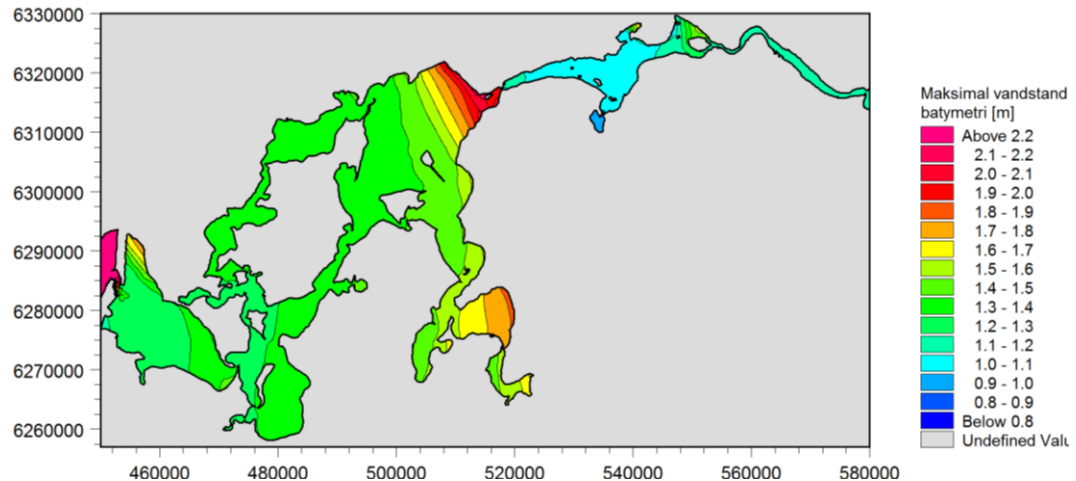 6330000
6320000
6310000
6300000
6290000
6280000
6270000
6260000
460000 480000 500000 520000 540000 560000 580000
Maksimal vandstand
batymetri [m]
Above 2.2
2.1 - 2.2
2.0 - 2.1
1.9 - 2.0
1.8 - 1.9
1.7 - 1.8
1.6 - 1.7
1.5 - 1.6
1.4 - 1.5
1.3 - 1.4
1.2 - 1.3
1.1 - 1.2
1.0 - 1.1
0.9 - 1.0
0.8 - 0.9
Below 0.8
Undefined Valu